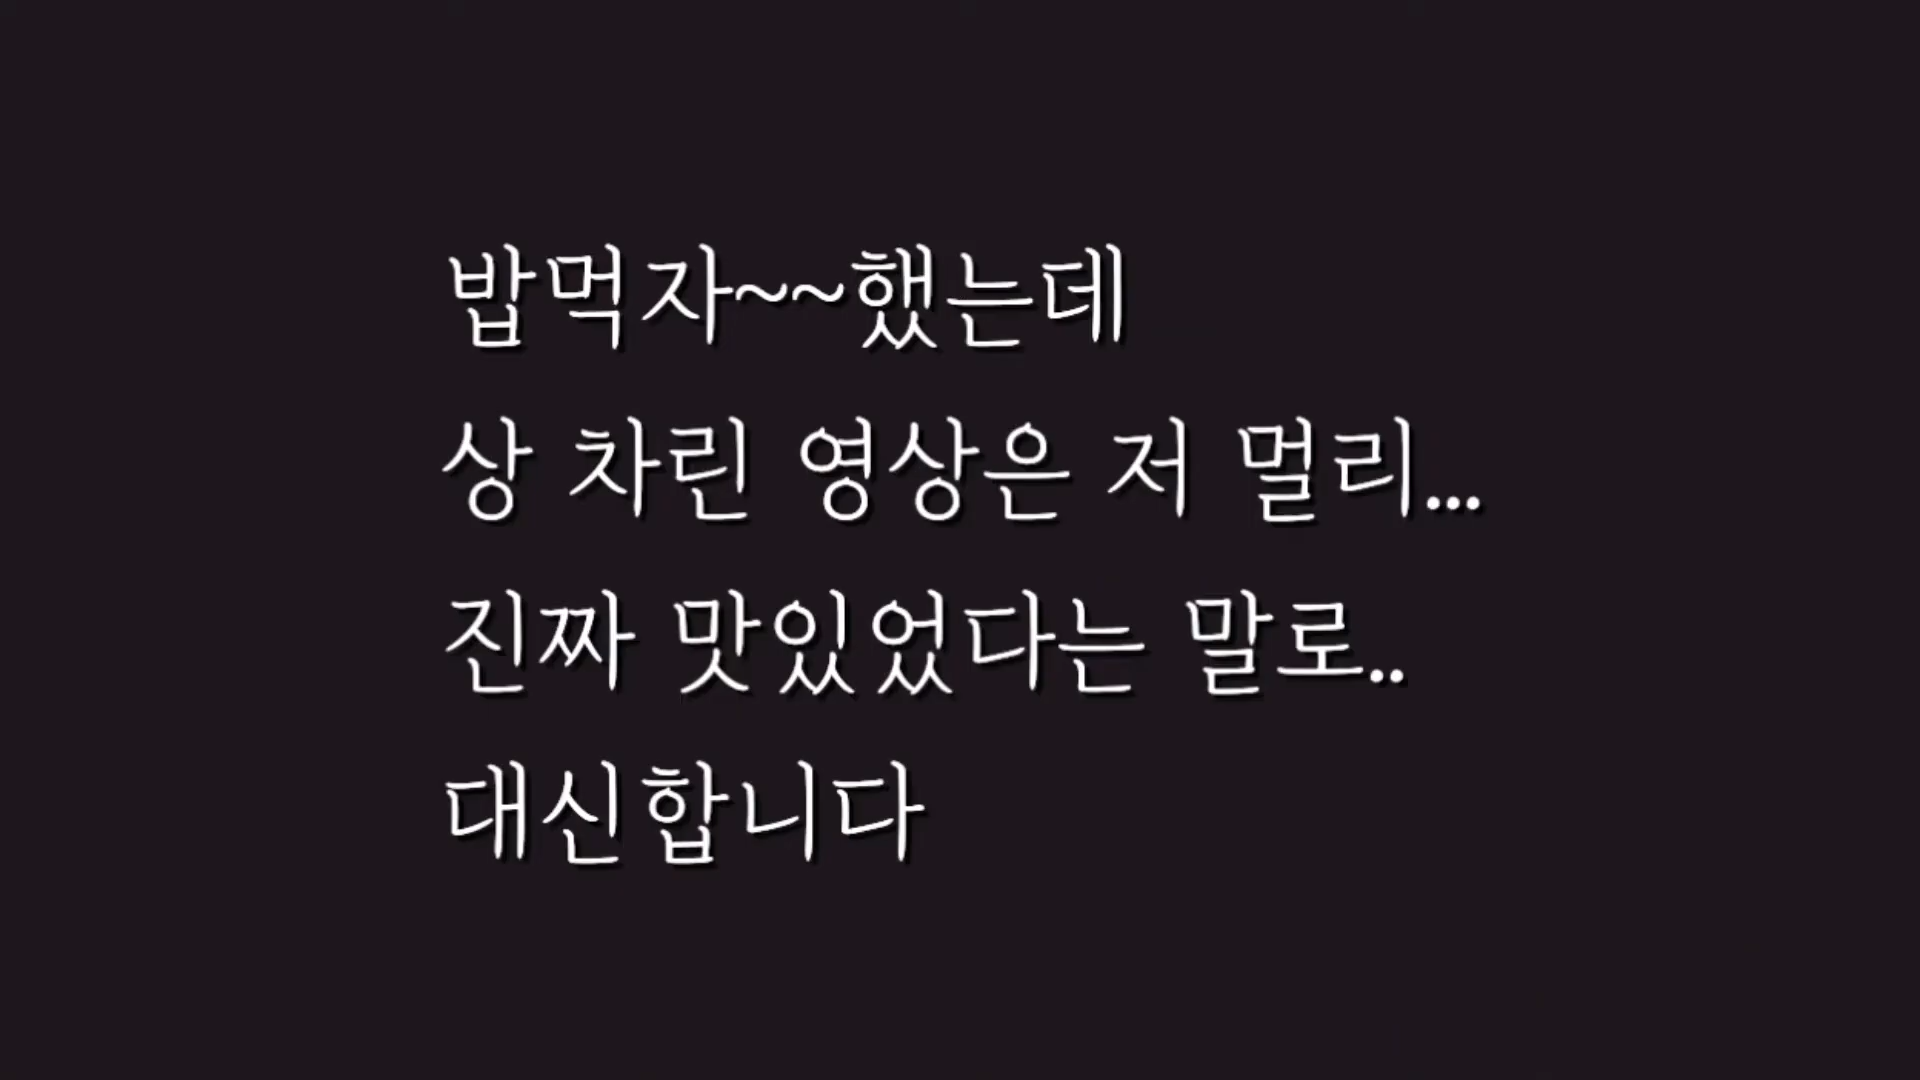 밥먹자~~했는데
상 차린 영상은 저 멀리...
진짜 맛있었다는 말로..
대신합니다